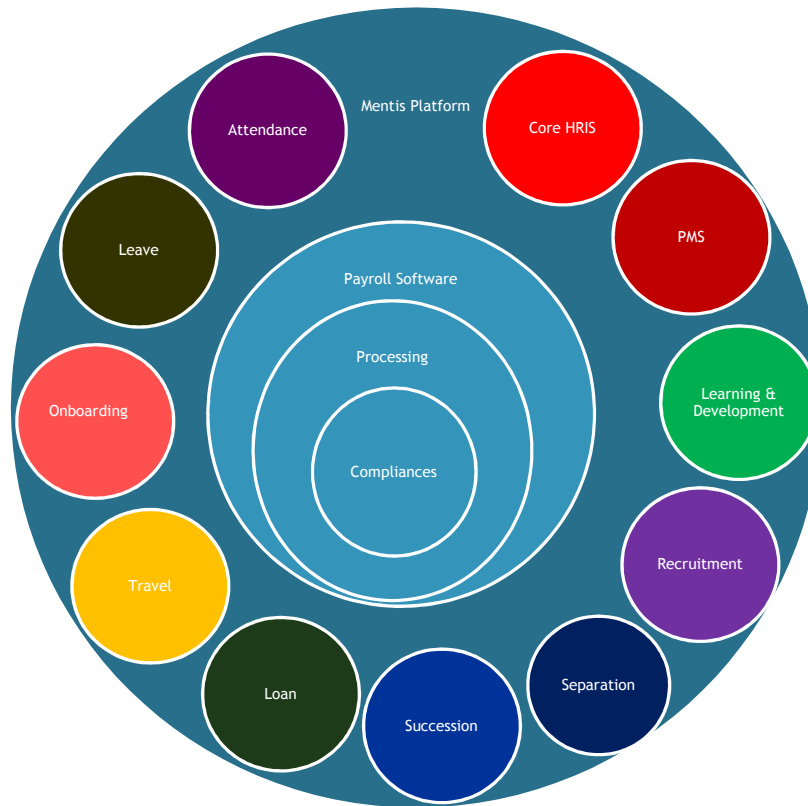 Mentis Platform
Core HRIS
Attendance
PMS
Leave
Payroll Software
Processing
Learning &
Development
Onboarding
Compliances
Recruitment
Travel
Separation
Loan
Succession